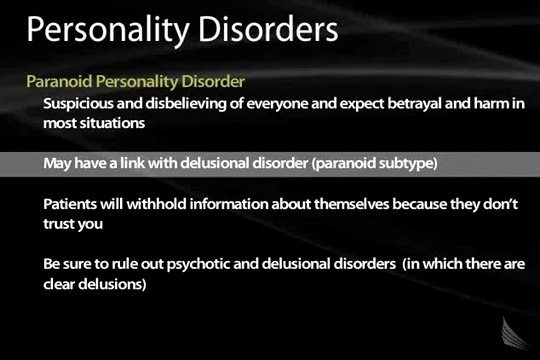 Personality Disorders
Paranoid Personality Disorder
Suspicious and disbelieving of everyone and expect betrayal and harm in
most situations
May have a link with delusional disorder (paranoid subtype)
Patients will withhold information about themselves because they don't
trust you
Be sure to rule out psychotic and delusional disorders (in which there are
clear delusions)